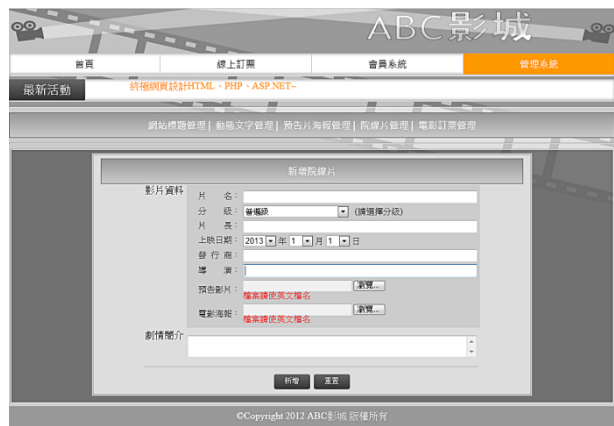 ABC影城
首頁 線上訂票 會員系統 管理系統
最新活動 終極網頁設計HTML、PHP、ASP.NET~
網站標題管理| 動態文字管理| 預告片海報管理| 院線片管理| 電影訂票管理
新增院線片
影片資料
片 名：
分 級：普遍級 (請選擇分級)
片 長：
上映日期：2013 年 1 月 1 日
發 行 商：
導 演：
預告影片： 瀏覽...
檔案請使英文檔名
電影海報： 瀏覽...
檔案請使英文檔名
劇情簡介
新增 重置
©Copyright 2012 ABC影城 版權所有